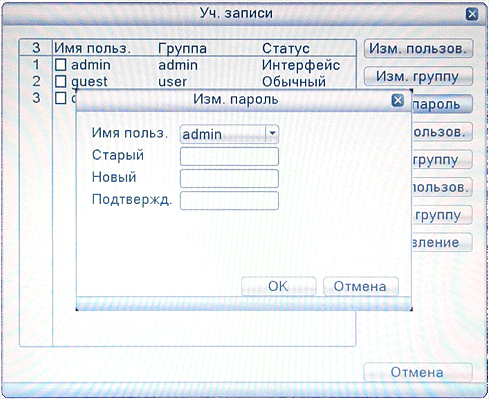 Уч. записи
3 Имя польз. Группа Статус Изм. пользов.
1 admin admin Интерфейс
Изм. группу
2 guest user Обычный
3
Изм. пароль
пароль
Имя польз. admin
ользов.
Старый
группу
Новый
пользов.
Подтвержд.
группу
вление
OK Отмена
Отмена